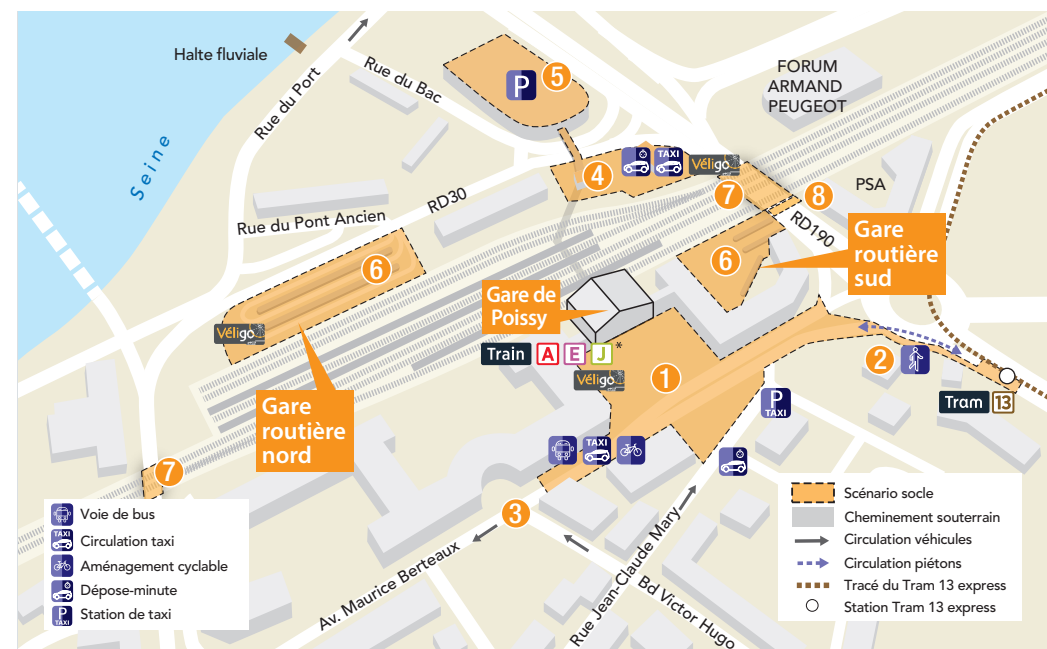 Halte fluviale
Rue du Port
Rue du Bac
P
5
FORUM
ARMAND
PEUGEOT
Seine
4
TAXI
Véligo
7
8
PSA
Rue du Pont Ancien
RD30
RD190
6
6
Gare
routière
sud
Gare de
Poissy
Véligo
Train A E J *
Véligo
1
2
Gare
routière
nord
P
TAXI
Tram 13
TAXI
7
3
Av. Maurice Berteaux
Rue Jean-Claude Mary
Bd Victor Hugo
Voie de bus
TAXI
Circulation taxi
Aménagement cyclable
Dépose-minute
P
TAXI
Station de taxi
Scénario socle
Cheminement souterrain
Circulation véhicules
Circulation piétons
Tracé du Tram 13 express
Station Tram 13 express